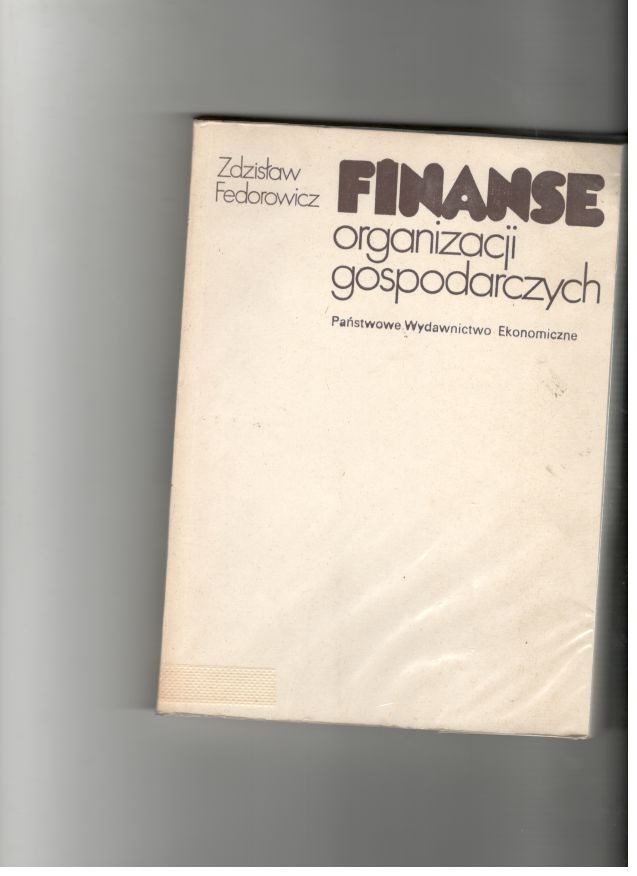 Zdzisław
Fedorowicz
FINANSE
organizacji
gospodarczych
Państwowe Wydawnictwo Ekonomiczne